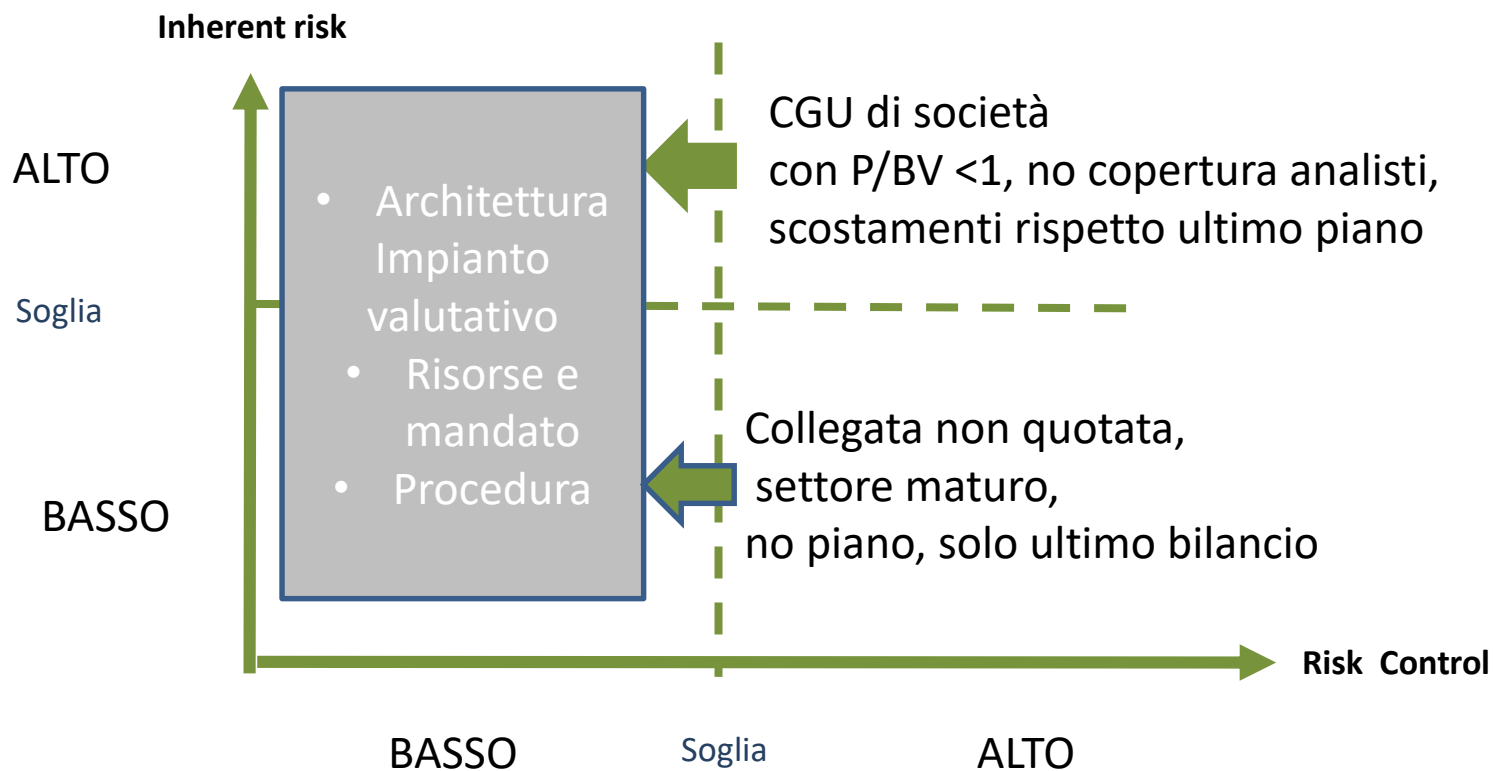 Inherent risk
ALTO
Soglia
BASSO
• Architettura
Impianto
valutativo
• Risorse e
mandato
• Procedura
CGU di società
con P/BV <1, no copertura analisti,
scostamenti rispetto ultimo piano
Collegata non quotata,
settore maturo,
no piano, solo ultimo bilancio
Risk Control
BASSO
Soglia
ALTO